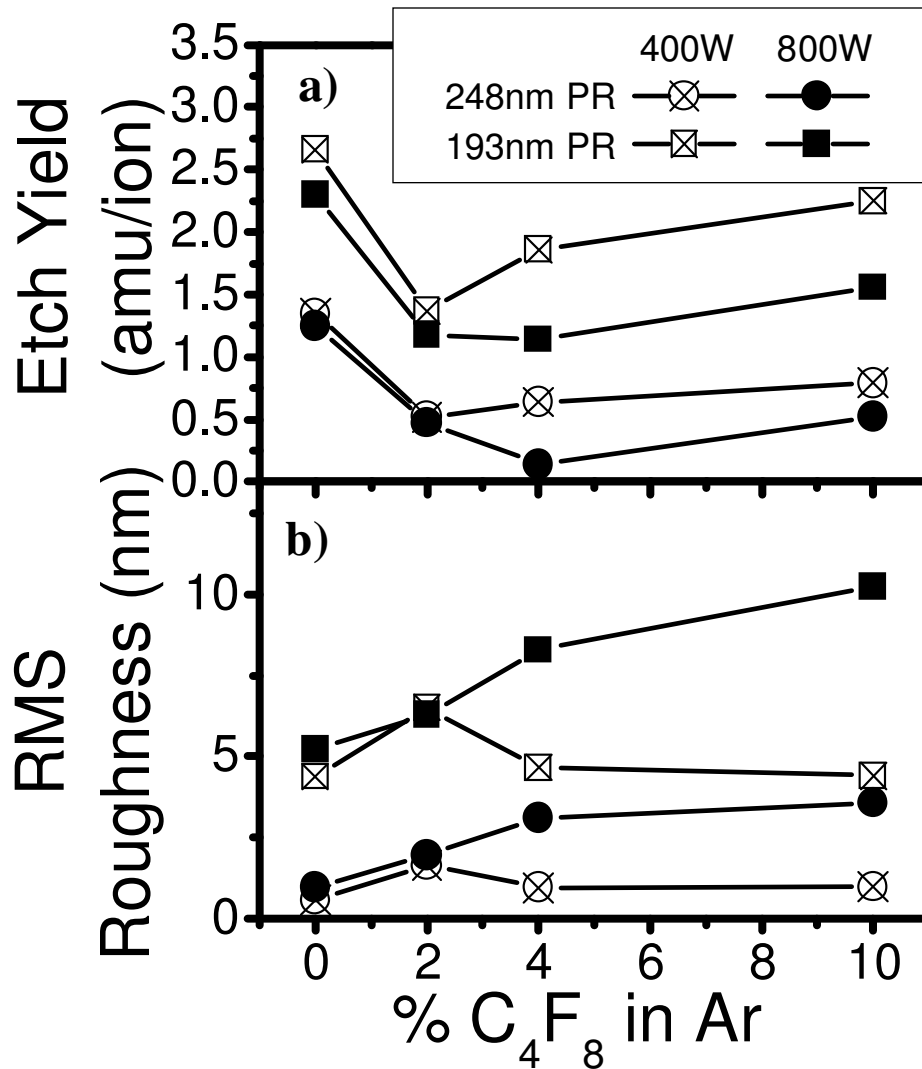 400W 800W
248nm PR
193nm PR
a)
Etch Yield
(amu/ion)
3.5
3.0
2.5
2.0
1.5
1.0
0.5
0.0
b)
RMS
Roughness (nm)
10
5
0
0 2 4 6 8 10
% C₄F₈ in Ar